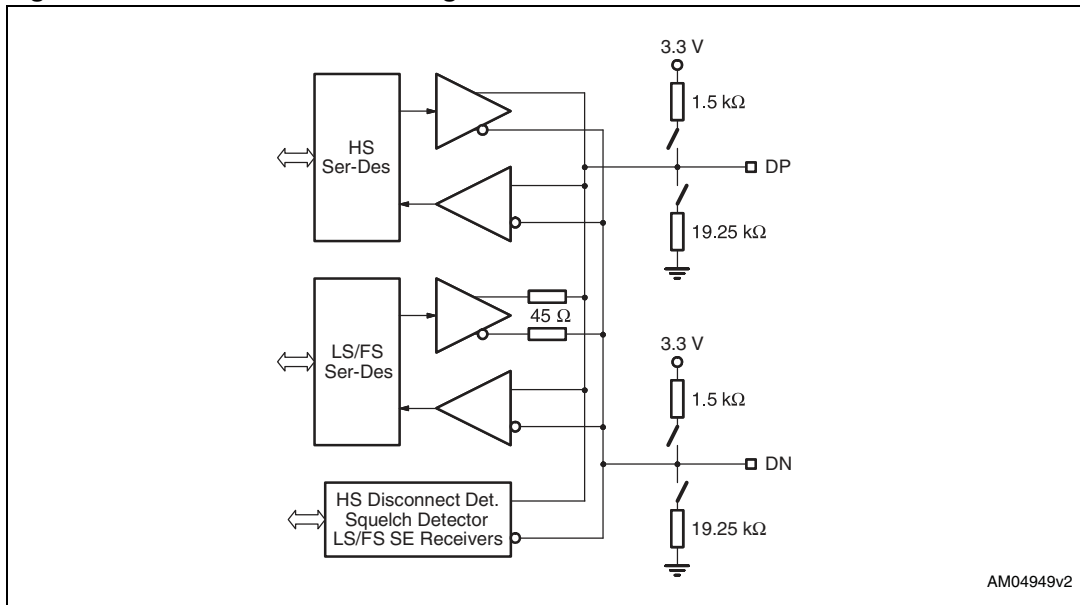 3.3 V
1.5 kΩ
HS
Ser-Des
DP
19.25 kΩ
45 Ω
LS/FS
Ser-Des
3.3 V
1.5 kΩ
DN
HS Disconnect Det.
Squelch Detector
LS/FS SE Receivers
19.25 kΩ
AM04949v2